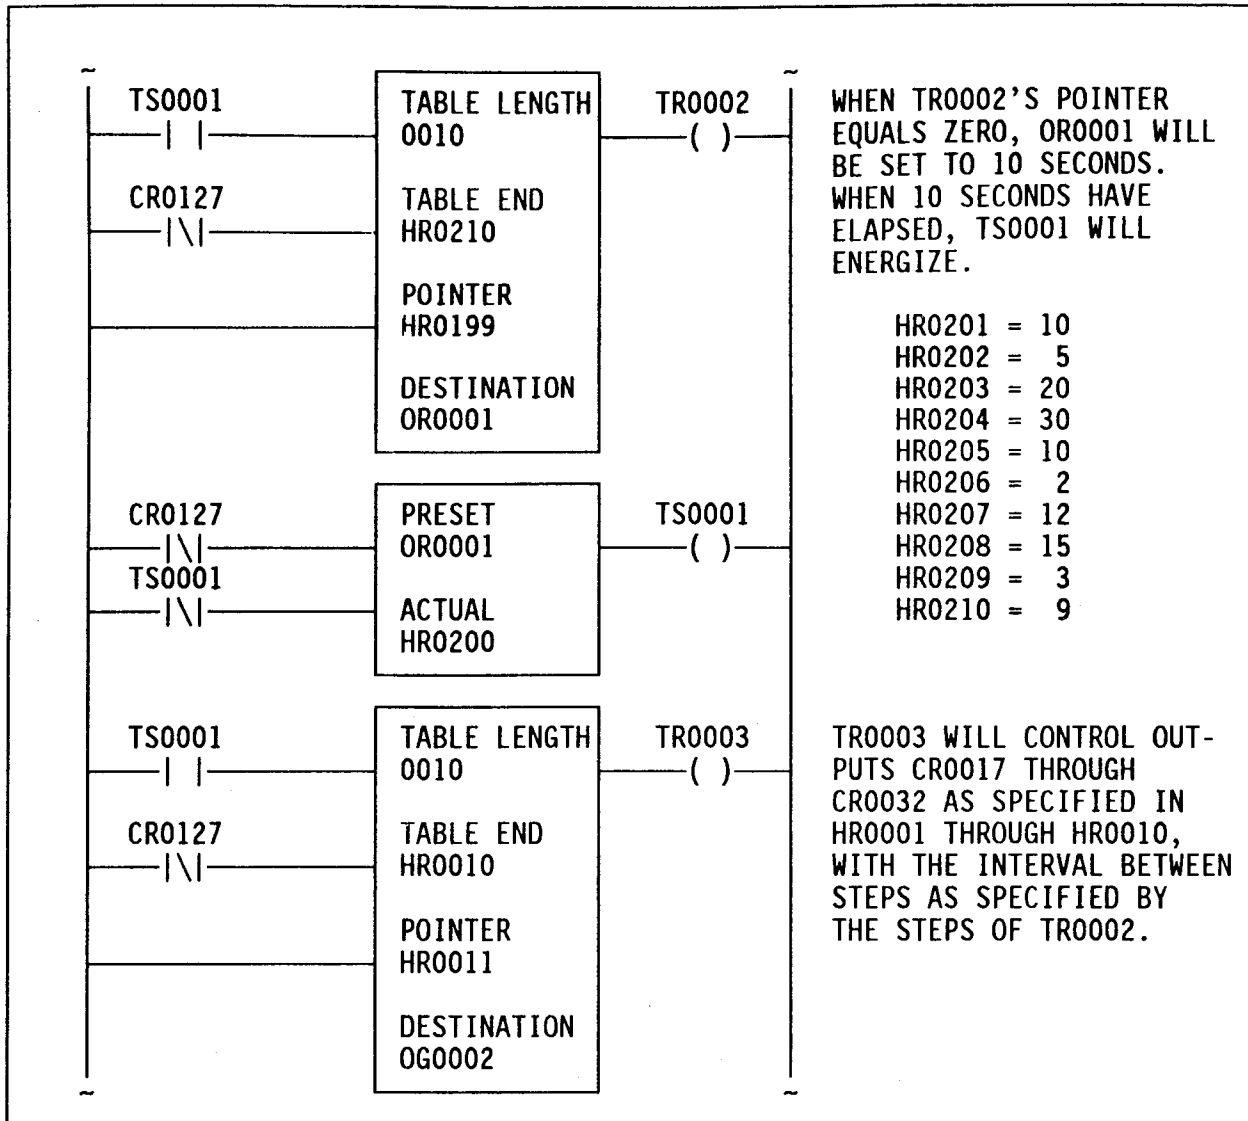 TS0001
TABLE LENGTH
0010
TR0002
( )
CR0127
TABLE END
HR0210
POINTER
HR0199
DESTINATION
OR0001
WHEN TR0002'S POINTER
EQUALS ZERO, OR0001 WILL
BE SET TO 10 SECONDS.
WHEN 10 SECONDS HAVE
ELAPSED, TS0001 WILL
ENERGIZE.
HR0201 = 10
HR0202 = 5
HR0203 = 20
HR0204 = 30
HR0205 = 10
HR0206 = 2
HR0207 = 12
HR0208 = 15
HR0209 = 3
HR0210 = 9
CR0127
PRESET
OR0001
TS0001
( )
TS0001
ACTUAL
HR0200
TS0001
TABLE LENGTH
0010
TR0003
( )
CR0127
TABLE END
HR0010
POINTER
HR0011
DESTINATION
OG0002
TR0003 WILL CONTROL OUT-
PUTS CR0017 THROUGH
CR0032 AS SPECIFIED IN
HR0001 THROUGH HR0010,
WITH THE INTERVAL BETWEEN
STEPS AS SPECIFIED BY
THE STEPS OF TR0002.